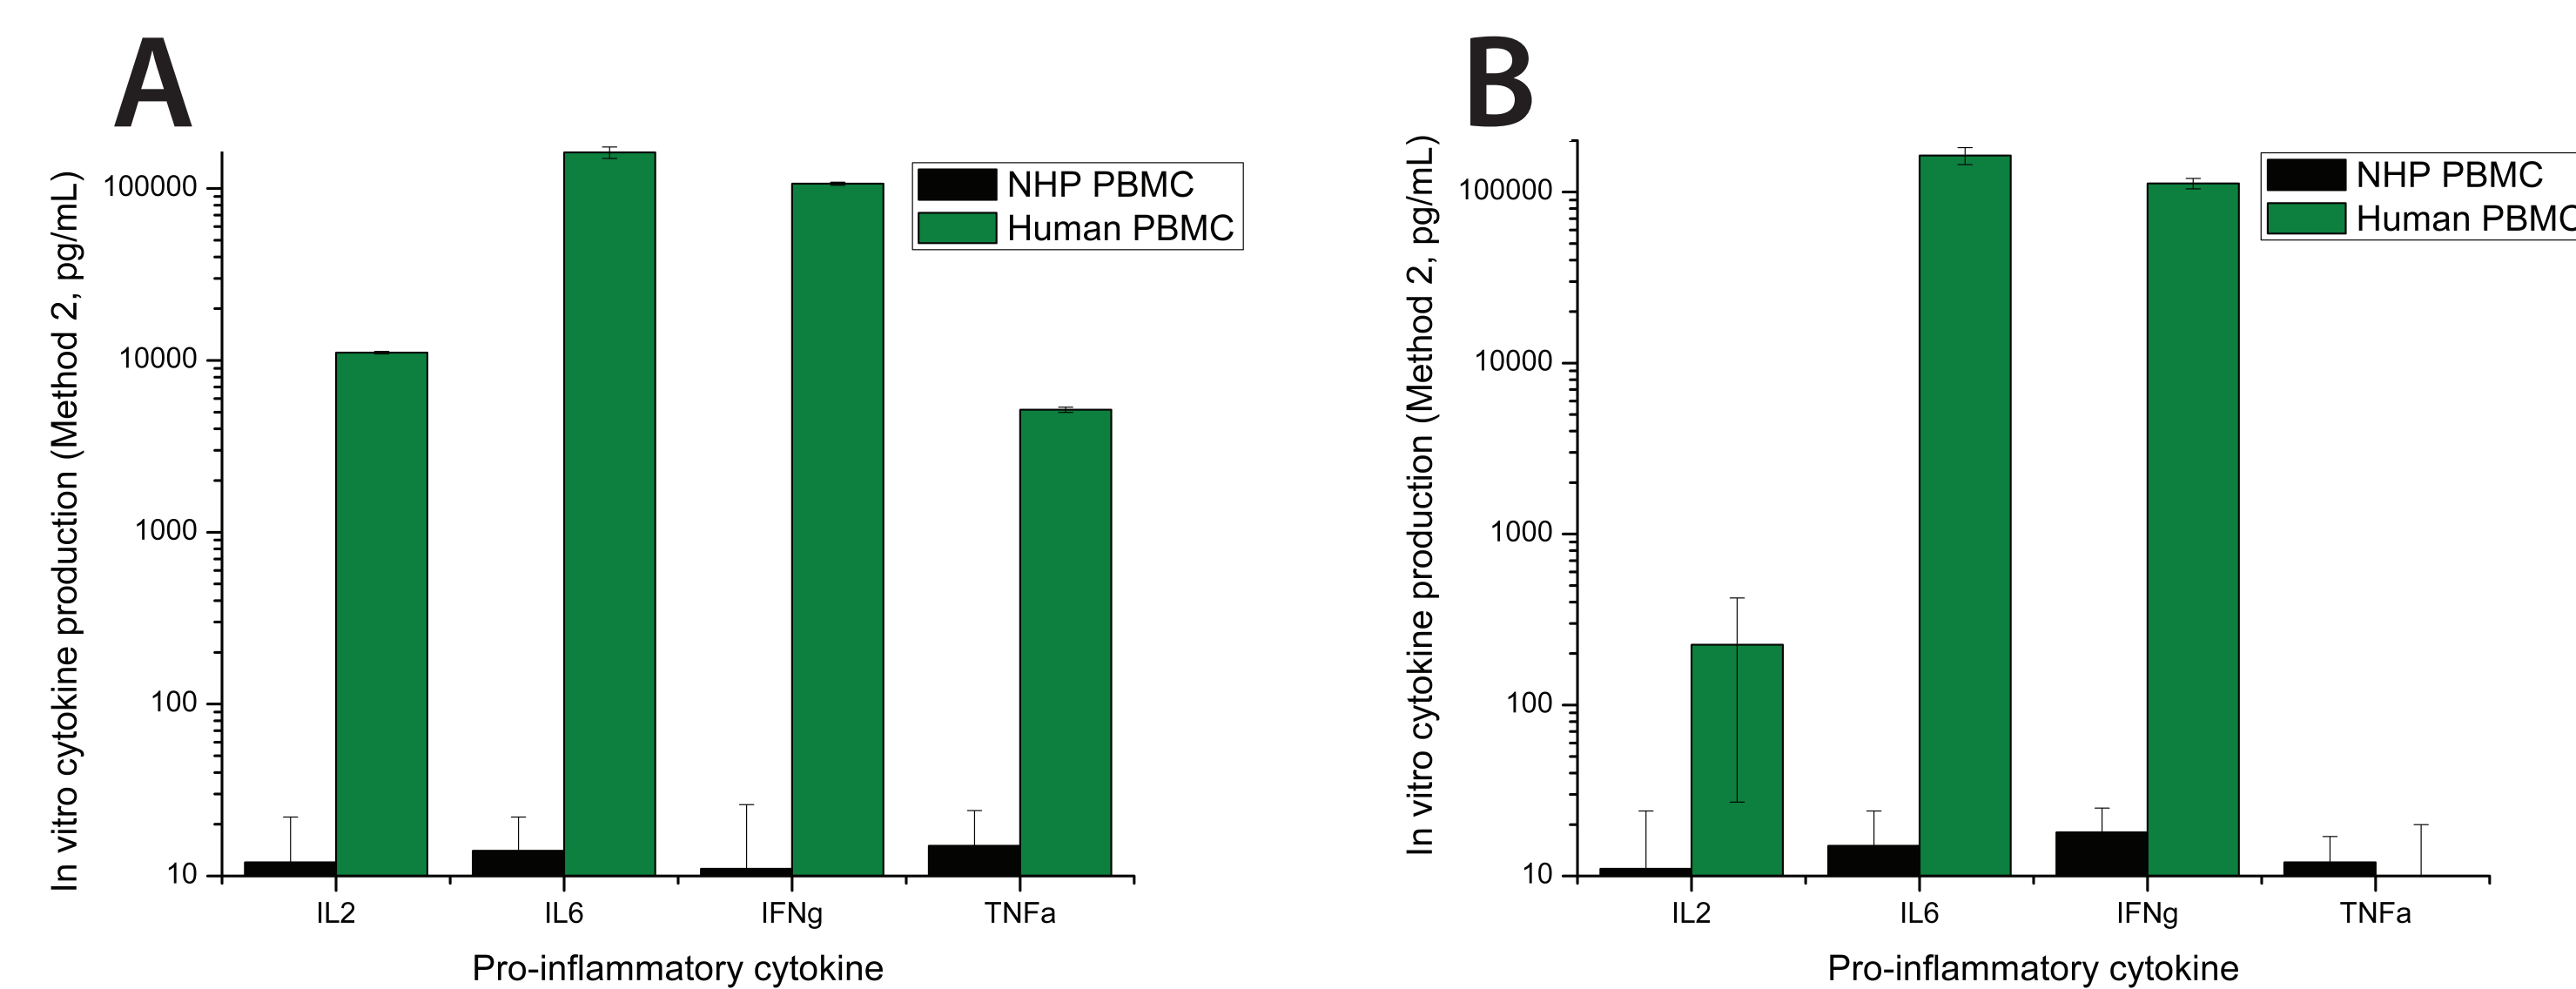 A
In vitro cytokine production (Method 2, pg/mL)
100000
10000
1000
100
10
NHP PBMC
Human PBMC
IL2 IL6 IFNg TNFa
Pro-inflammatory cytokine
B
In vitro cytokine production (Method 2, pg/mL)
100000
10000
1000
100
10
NHP PBMC
Human PBMC
IL2 IL6 IFNg TNFa
Pro-inflammatory cytokine